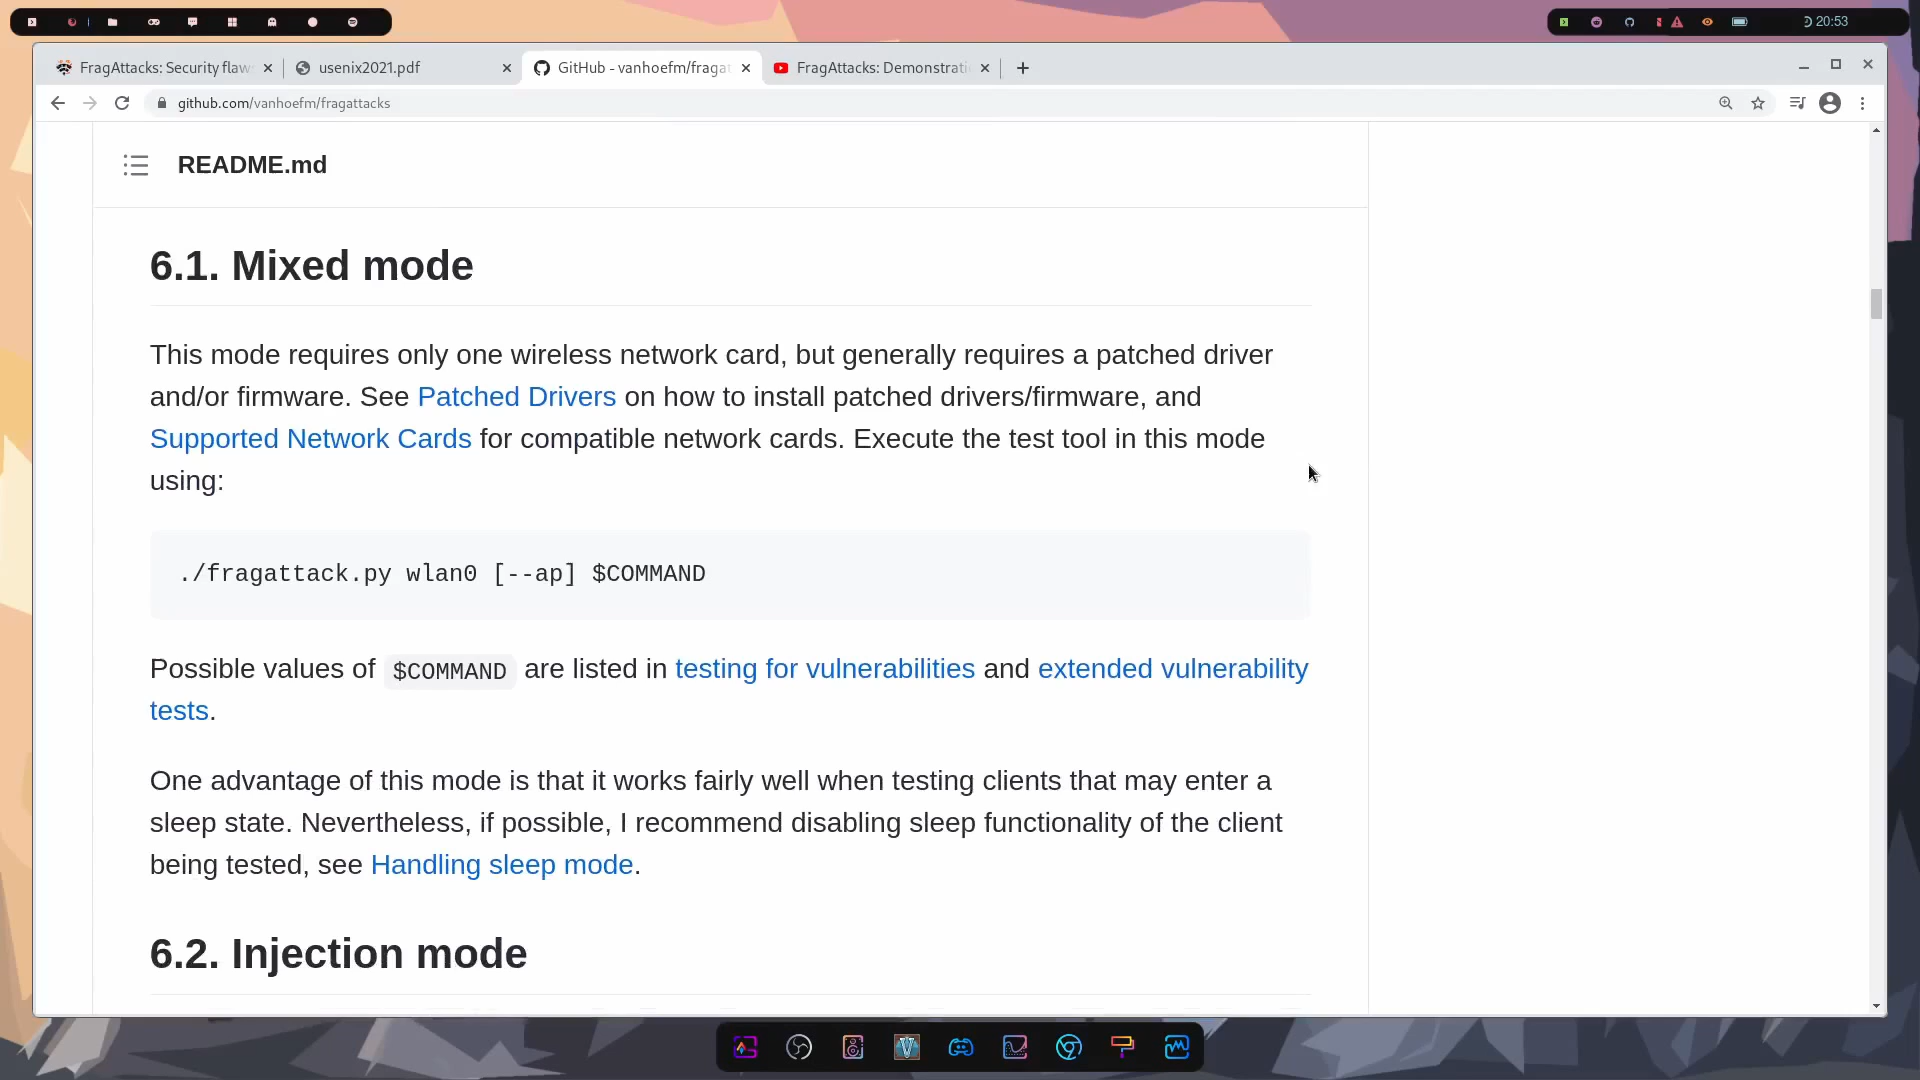 20:53
FragAttacks: Security flaw
usenix2021.pdf
GitHub - vanhoefm/fragat
FragAttacks: Demonstrati
github.com/vanhoefm/fragattacks
README.md
6.1. Mixed mode
This mode requires only one wireless network card, but generally requires a patched driver
and/or firmware. See Patched Drivers on how to install patched drivers/firmware, and
Supported Network Cards for compatible network cards. Execute the test tool in this mode
using:
./fragattack.py wlan0 [--ap] $COMMAND
Possible values of $COMMAND are listed in testing for vulnerabilities and extended vulnerability
tests.
One advantage of this mode is that it works fairly well when testing clients that may enter a
sleep state. Nevertheless, if possible, I recommend disabling sleep functionality of the client
being tested, see Handling sleep mode.
6.2. Injection mode